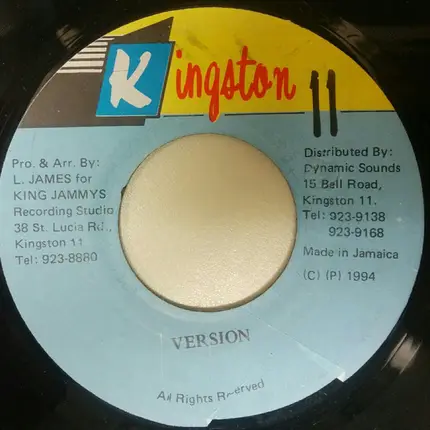 Kingston 11
Pro. & Arr. By:
L. JAMES for
KING JAMMYS
Recording Studio
38 St. Lucia Rd.,
Kingston 11
Tel: 923-8880
Distributed By:
Dynamic Sounds
15 Bell Road,
Kingston 11.
Tel: 923-9138
923-9168
Made in Jamaica
(C) (P) 1994
VERSION
All Rights Reserved